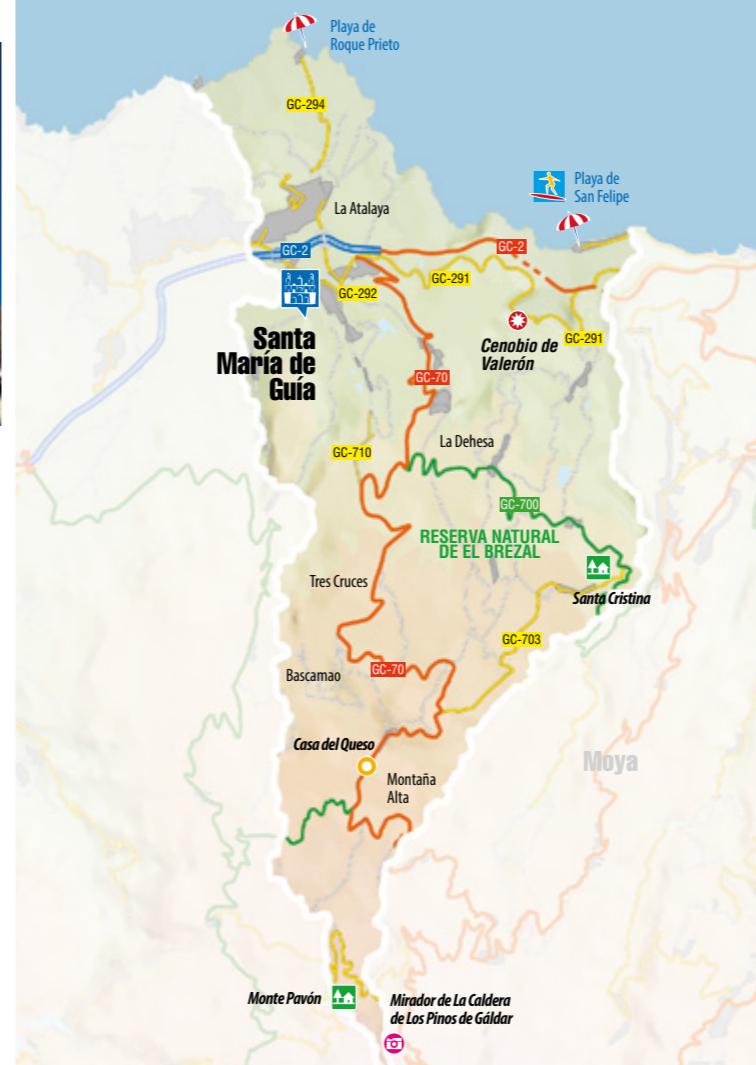 Playa de
Roque Prieto
GC-294
Playa de
San Felipe
La Atalaya
GC-2
GC-2
GC-291
GC-292
Santa
María de
Guía
Cenobio de
Valerón
GC-291
GC-70
La Dehesa
GC-710
GC-700
RESERVA NATURAL
DE EL BREZAL
Tres Cruces
Santa Cristina
GC-703
Bascamao
GC-70
Casa del Queso
Moya
Montaña
Alta
Monte Pavón
Mirador de La Caldera
de Los Pinos de Gáldar